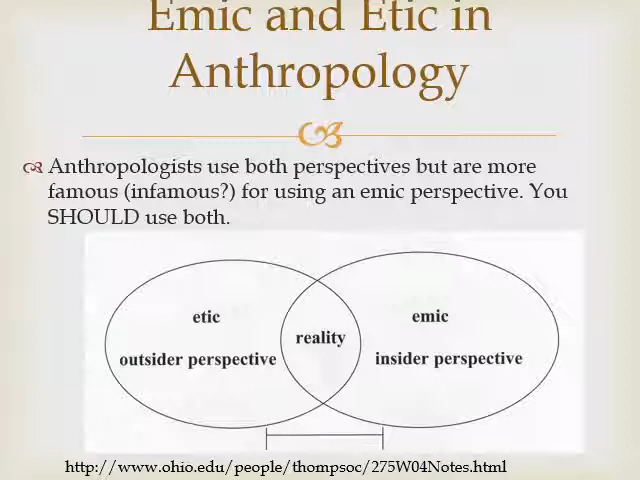 Emic and Etic in
Anthropology
Anthropologists use both perspectives but are more
famous (infamous?) for using an emic perspective. You
SHOULD use both.
etic
outsider perspective
reality
emic
insider perspective
http://www.ohio.edu/people/thompsoc/275W04Notes.html